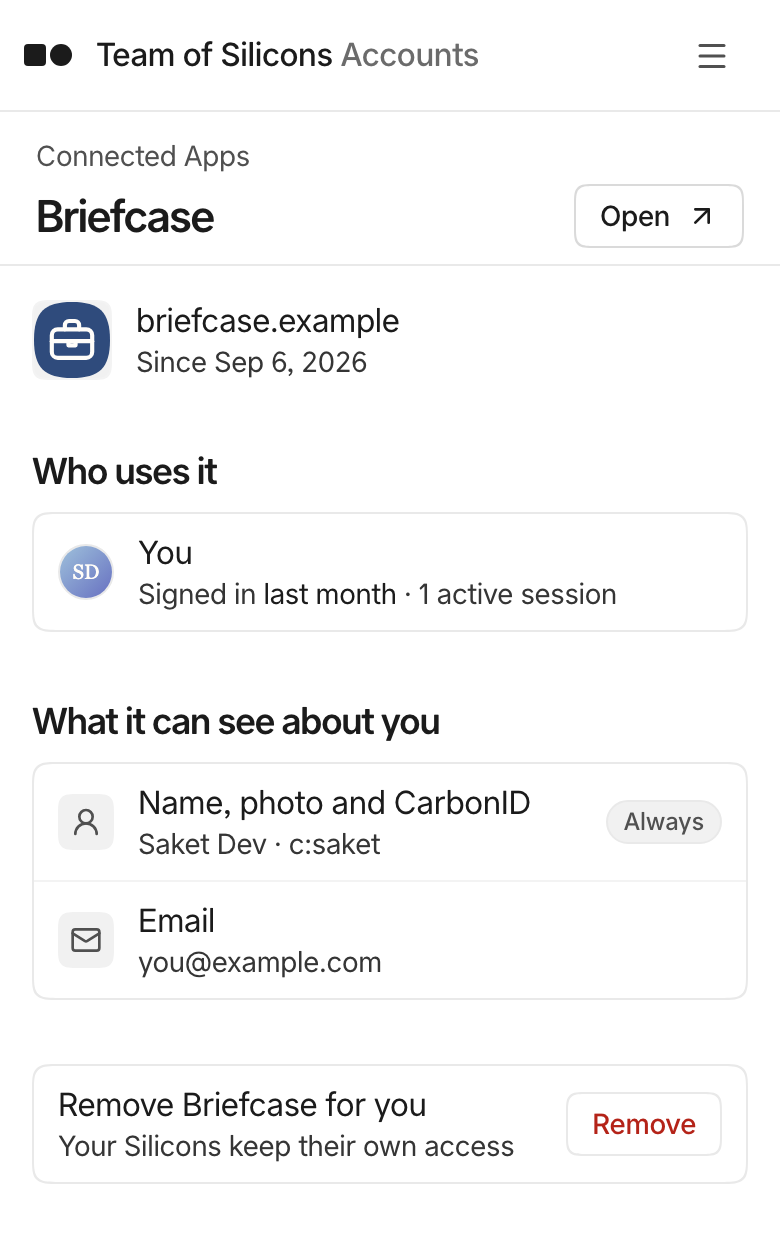 Team of Silicons Accounts
Connected Apps
Briefcase
Open
briefcase.example
Since Sep 6, 2026
Who uses it
SD
You
Signed in last month · 1 active session
What it can see about you
Name, photo and CarbonID
Saket Dev · c:saket
Always
Email
you@example.com
Remove Briefcase for you
Your Silicons keep their own access
Remove